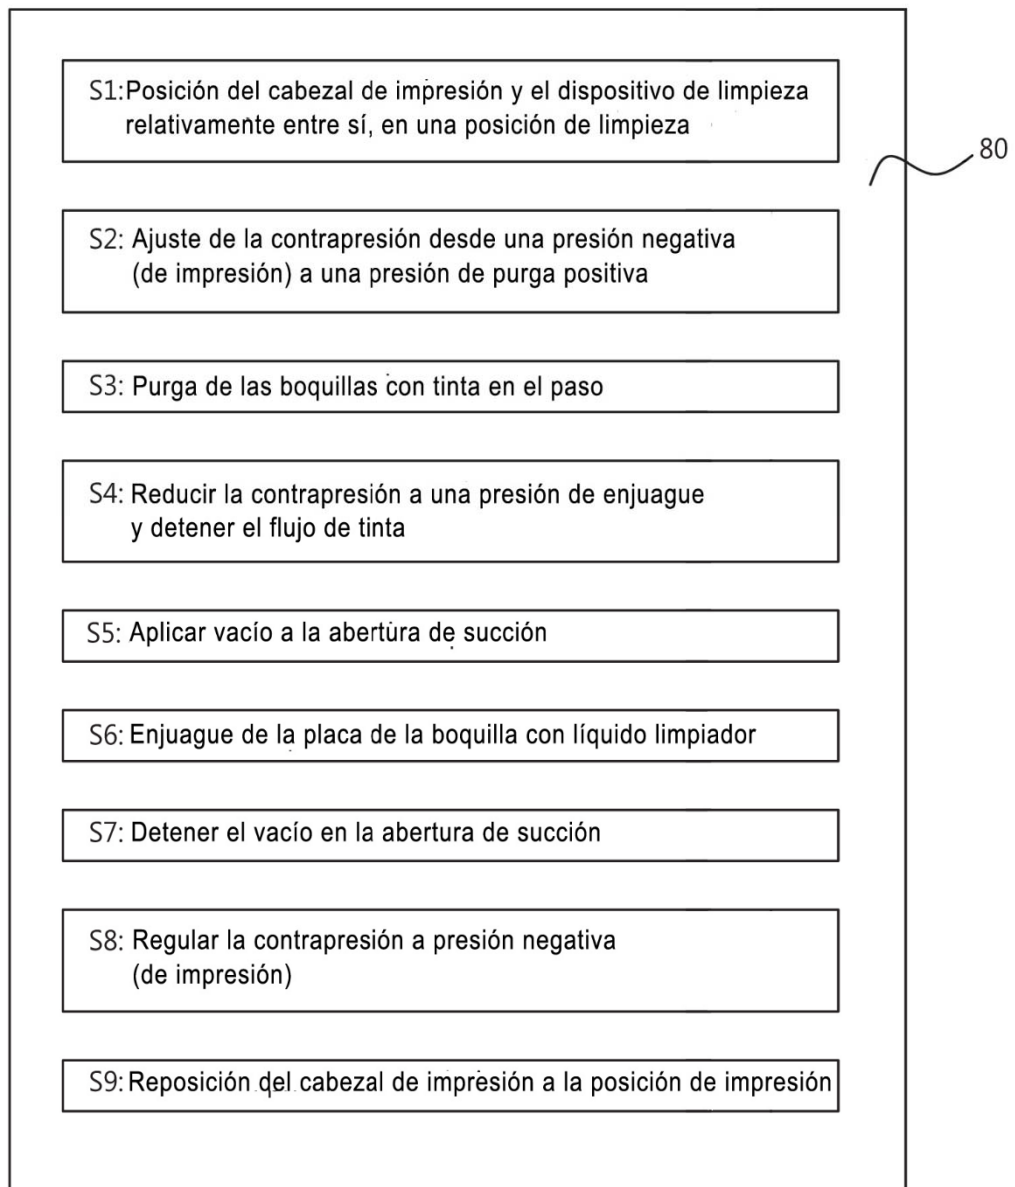 S1:Posición del cabezal de impresión y el dispositivo de limpieza
relativamente entre sí, en una posición de limpieza
80
S2: Ajuste de la contrapresión desde una presión negativa
(de impresión) a una presión de purga positiva
S3: Purga de las boquillas con tinta en el paso
S4: Reducir la contrapresión a una presión de enjuague
y detener el flujo de tinta
S5: Aplicar vacío a la abertura de succión
S6: Enjuague de la placa de la boquilla con líquido limpiador
S7: Detener el vacío en la abertura de succión
S8: Regular la contrapresión a presión negativa
(de impresión)
S9: Reposición del cabezal de impresión a la posición de impresión